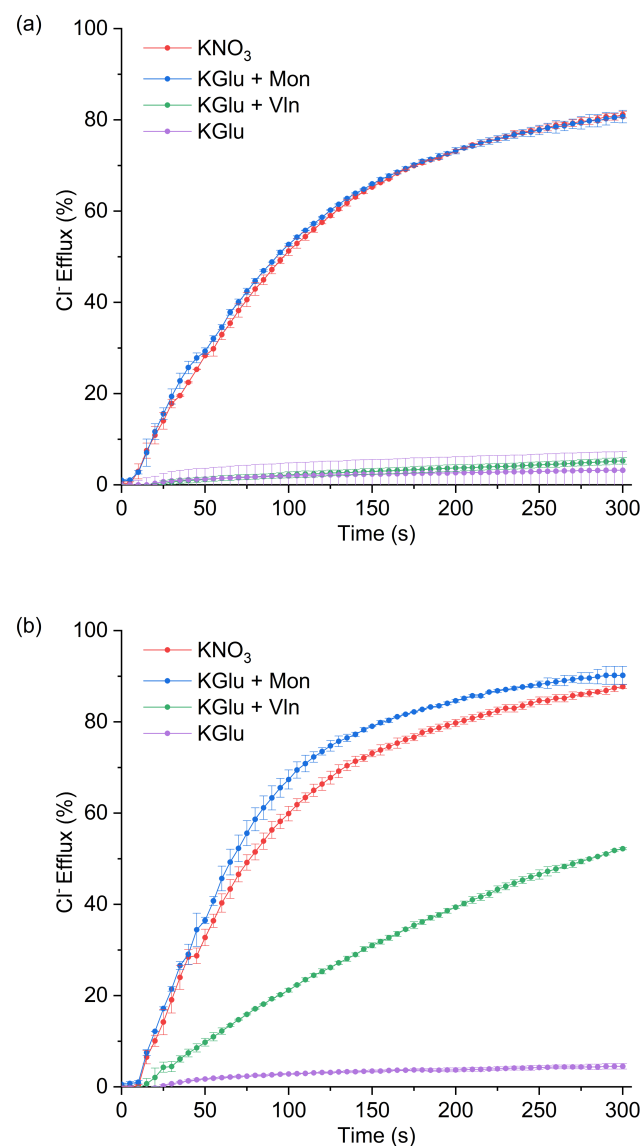 (a)
100
80
60
40
20
0
Cl⁻ Efflux (%)
KNO₃
KGlu + Mon
KGlu + Vln
KGlu
0 50 100 150 200 250 300
Time (s)
(b)
100
80
60
40
20
0
Cl⁻ Efflux (%)
KNO₃
KGlu + Mon
KGlu + Vln
KGlu
0 50 100 150 200 250 300
Time (s)